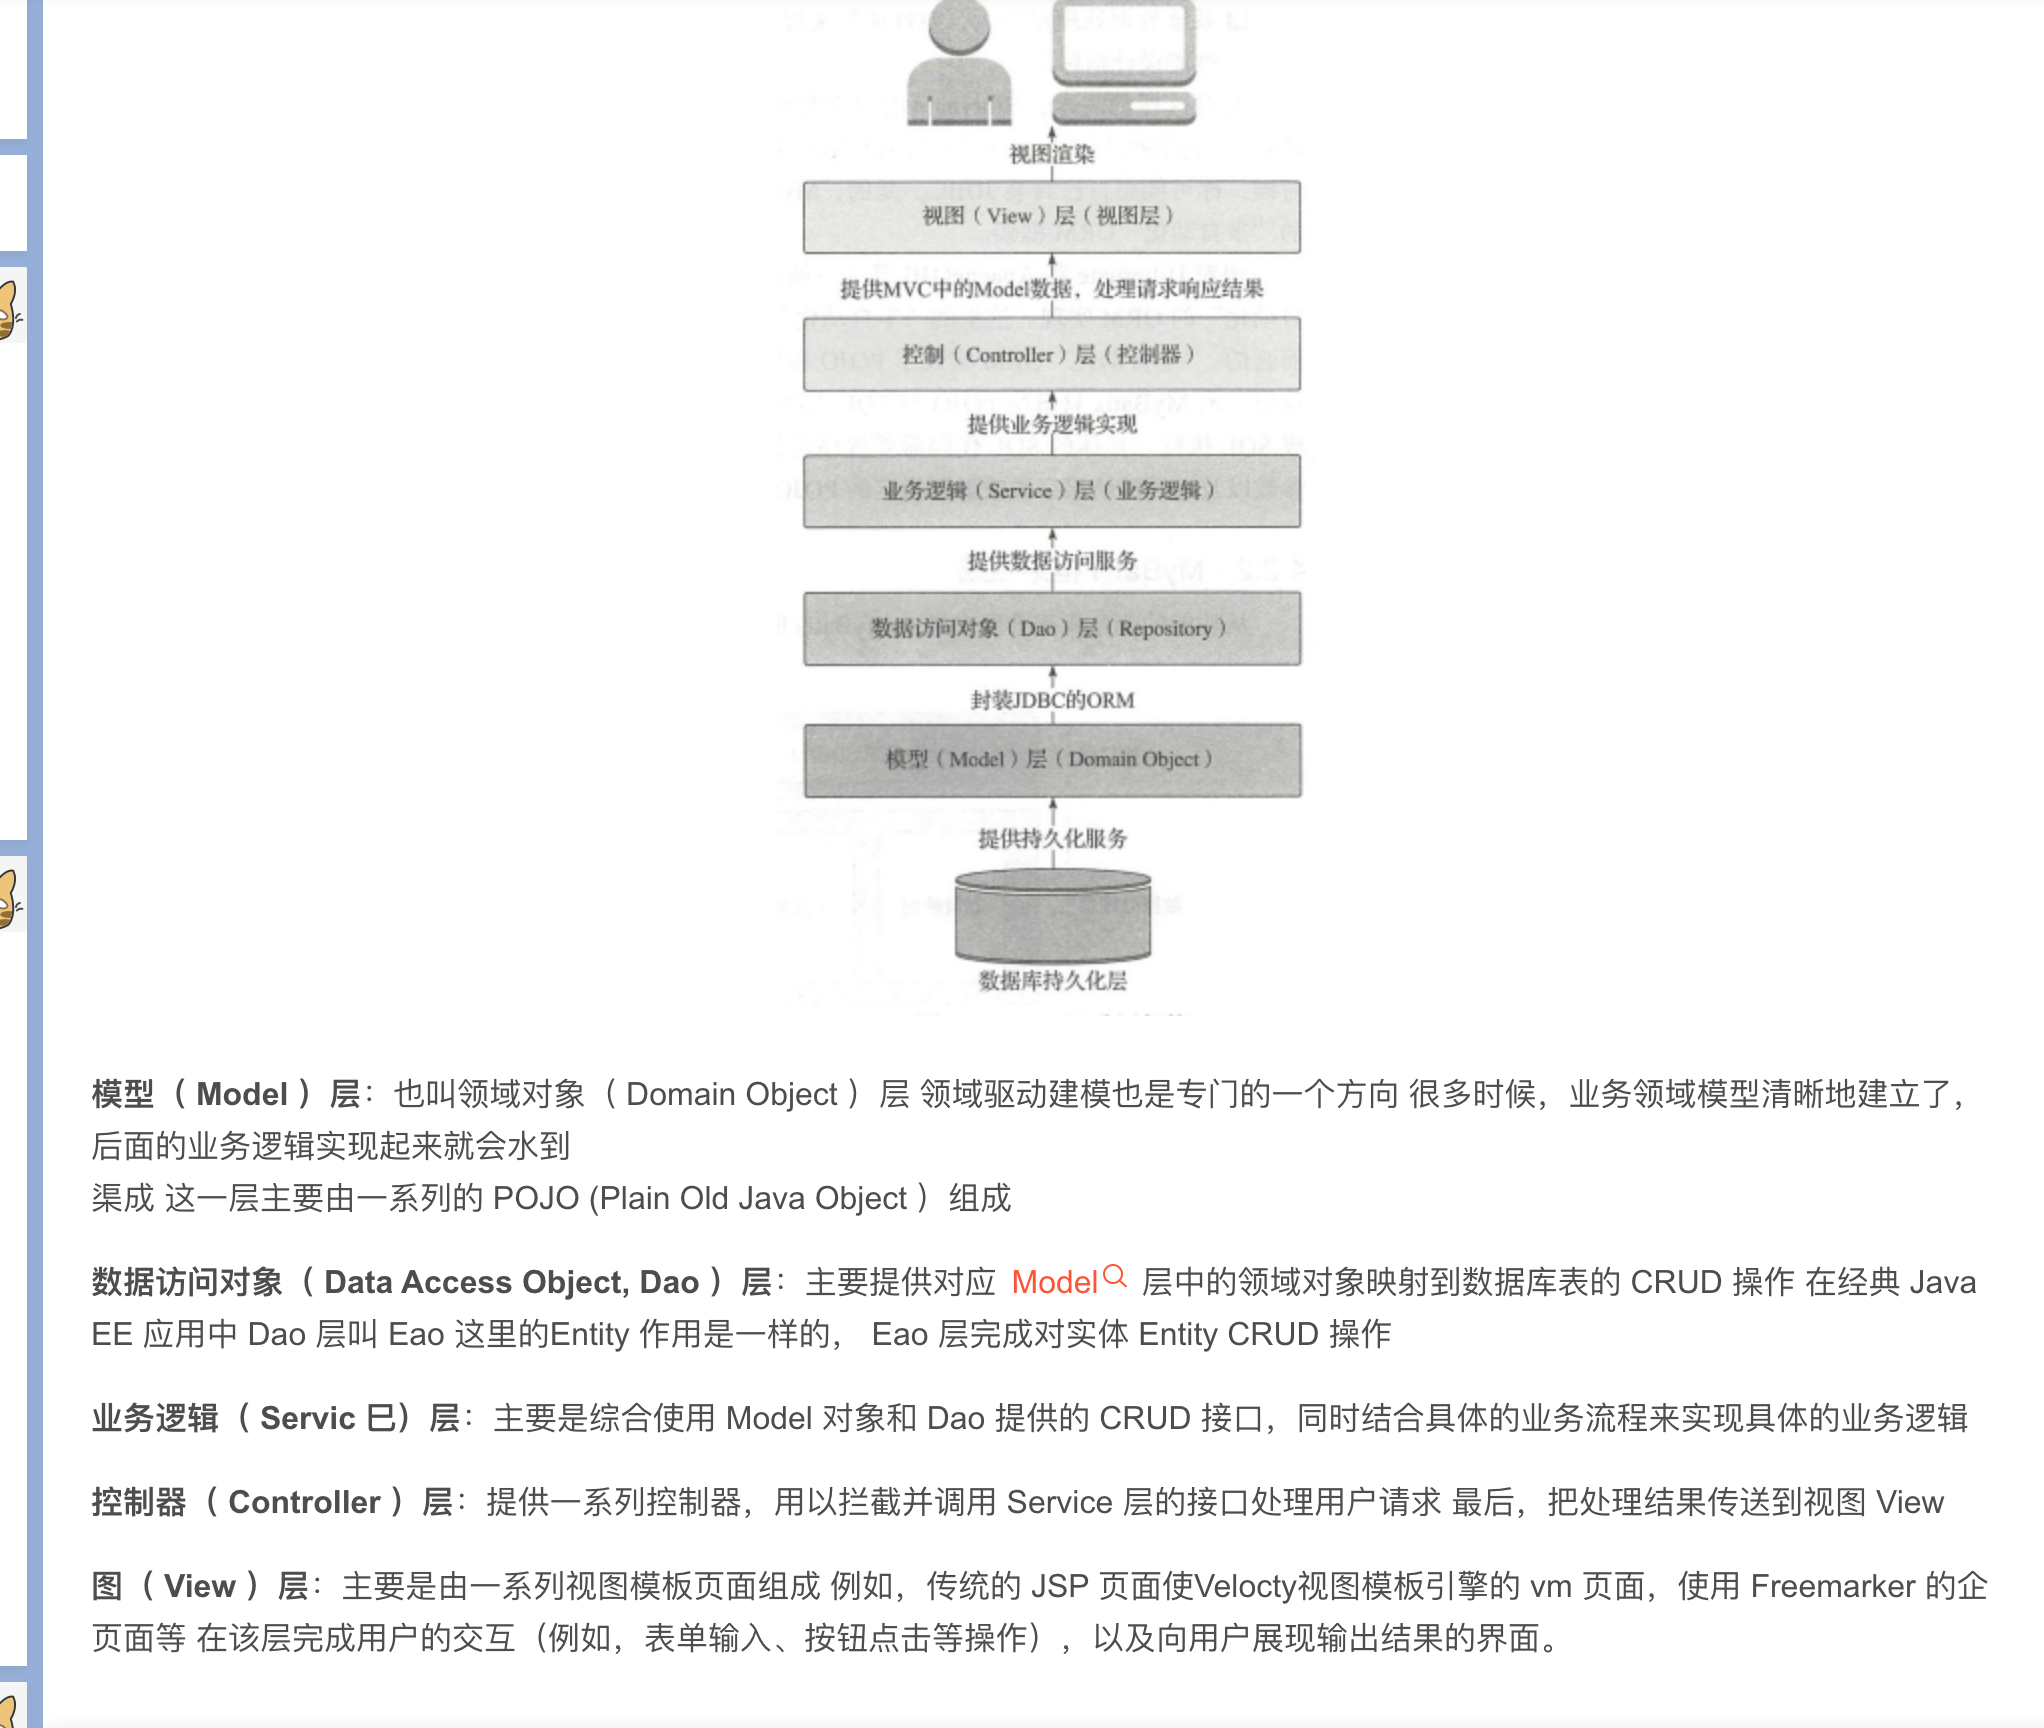 视图渲染
视图（View）层（视图层）
提供MVC中的Model数据，处理请求响应结果
控制（Controller）层（控制器）
提供业务逻辑实现
业务逻辑（Service）层（业务逻辑）
提供数据访问服务
数据访问对象（Dao）层（Repository）
封装JDBC的ORM
模型（Model）层（Domain Object）
提供持久化服务
数据库持久化层
模型（ Model ）层：也叫领域对象（ Domain Object ）层 领域驱动建模也是专门的一个方向 很多时候，业务领域模型清晰地建立了，
后面的业务逻辑实现起来就会水到
渠成 这一层主要由一系列的 POJO (Plain Old Java Object ）组成
数据访问对象（ Data Access Object, Dao ）层：主要提供对应 Model 层中的领域对象映射到数据库表的 CRUD 操作 在经典 Java
EE 应用中 Dao 层叫 Eao 这里的Entity 作用是一样的， Eao 层完成对实体 Entity CRUD 操作
业务逻辑（ Servic 巳）层：主要是综合使用 Model 对象和 Dao 提供的 CRUD 接口，同时结合具体的业务流程来实现具体的业务逻辑
控制器（ Controller ）层：提供一系列控制器，用以拦截并调用 Service 层的接口处理用户请求 最后，把处理结果传送到视图 View
图（ View ）层：主要是由一系列视图模板页面组成 例如，传统的 JSP 页面使Velocty视图模板引擎的 vm 页面，使用 Freemarker 的企
页面等 在该层完成用户的交互（例如，表单输入、按钮点击等操作），以及向用户展现输出结果的界面。